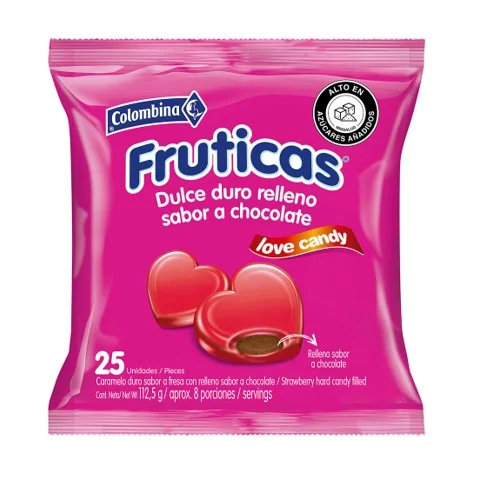 Colombina
®
ALTO EN
AZÚCARES AÑADIDOS
MINSALUD
Fruticas®
Dulce duro relleno
sabor a chocolate
love candy
Relleno sabor
a chocolate
25 Unidades / Pieces
Caramelo duro sabor a fresa con relleno sabor a chocolate / Strawberry hard candy filled
Cont. Neto/ Net Wt 112,5 g / aprox. 8 porciones / servings